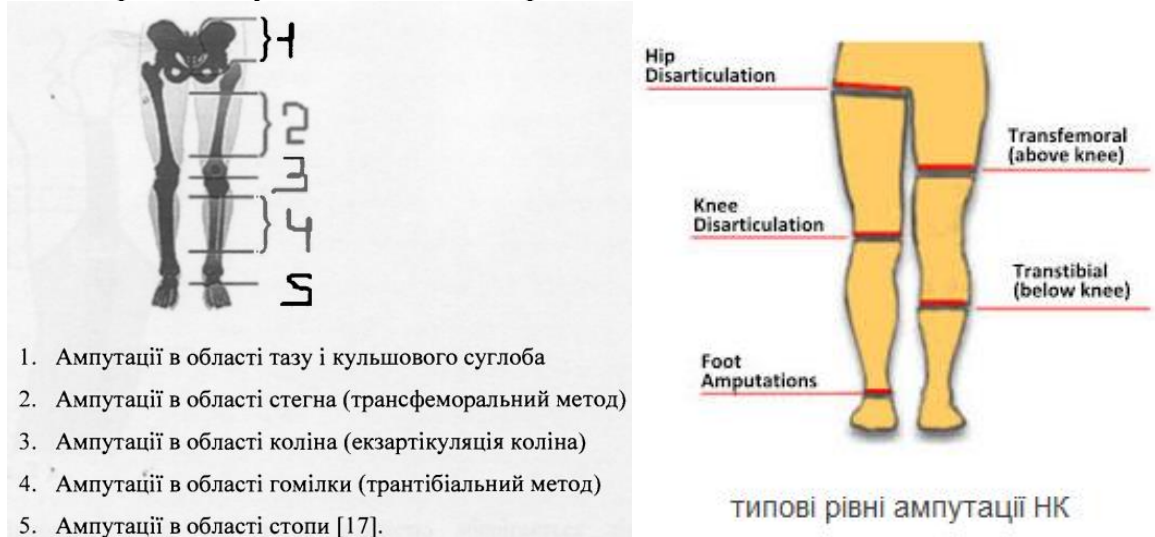 1
2
3
4
5
1. Ампутації в області тазу і кульшового суглоба
2. Ампутації в області стегна (трансфеморальний метод)
3. Ампутації в області коліна (екзартікуляція коліна)
4. Ампутації в області гомілки (трантібіальний метод)
5. Ампутації в області стопи [17].
Hip
Disarticulation
Transfemoral
(above knee)
Knee
Disarticulation
Transtibial
(below knee)
Foot
Amputations
типові рівні ампутації НК